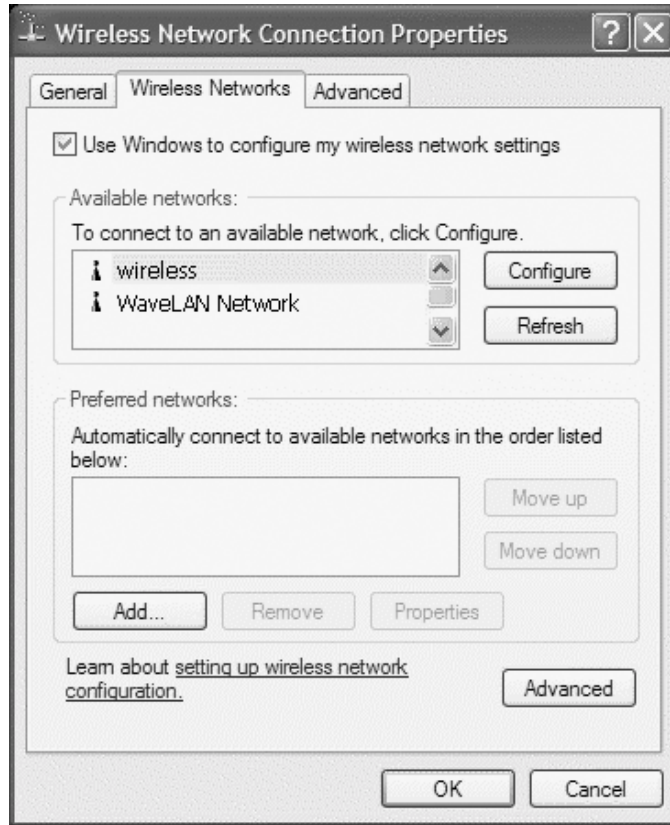 Wireless Network Connection Properties
General
Wireless Networks
Advanced
Use Windows to configure my wireless network settings
Available networks:
To connect to an available network, click Configure.
wireless
WaveLAN Network
Configure
Refresh
Preferred networks:
Automatically connect to available networks in the order listed
below:
Move up
Move down
Add...
Remove
Properties
Learn about setting up wireless network
configuration.
Advanced
OK
Cancel